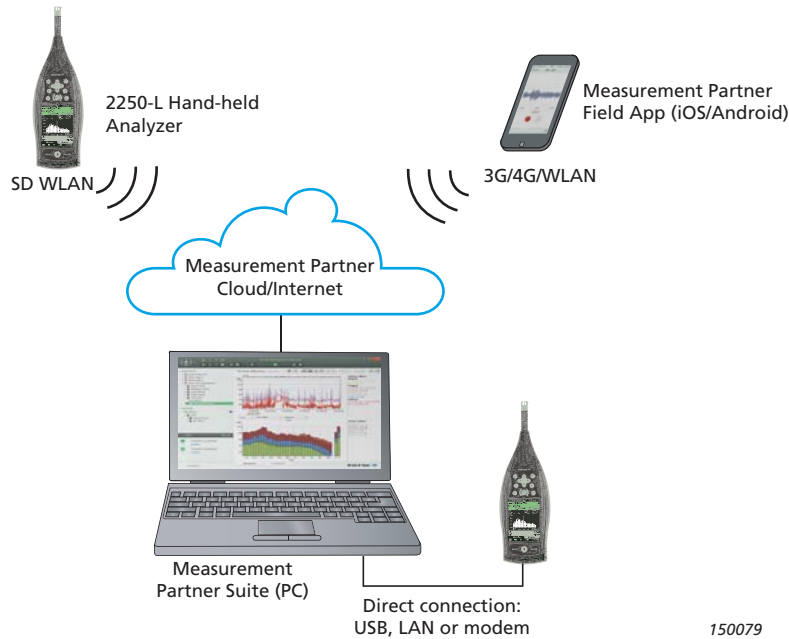 2250-L Hand-held
Analyzer
SD WLAN
Measurement Partner
Field App (iOS/Android)
3G/4G/WLAN
Measurement Partner
Cloud/Internet
Measurement
Partner Suite (PC)
Direct connection:
USB, LAN or modem
150079